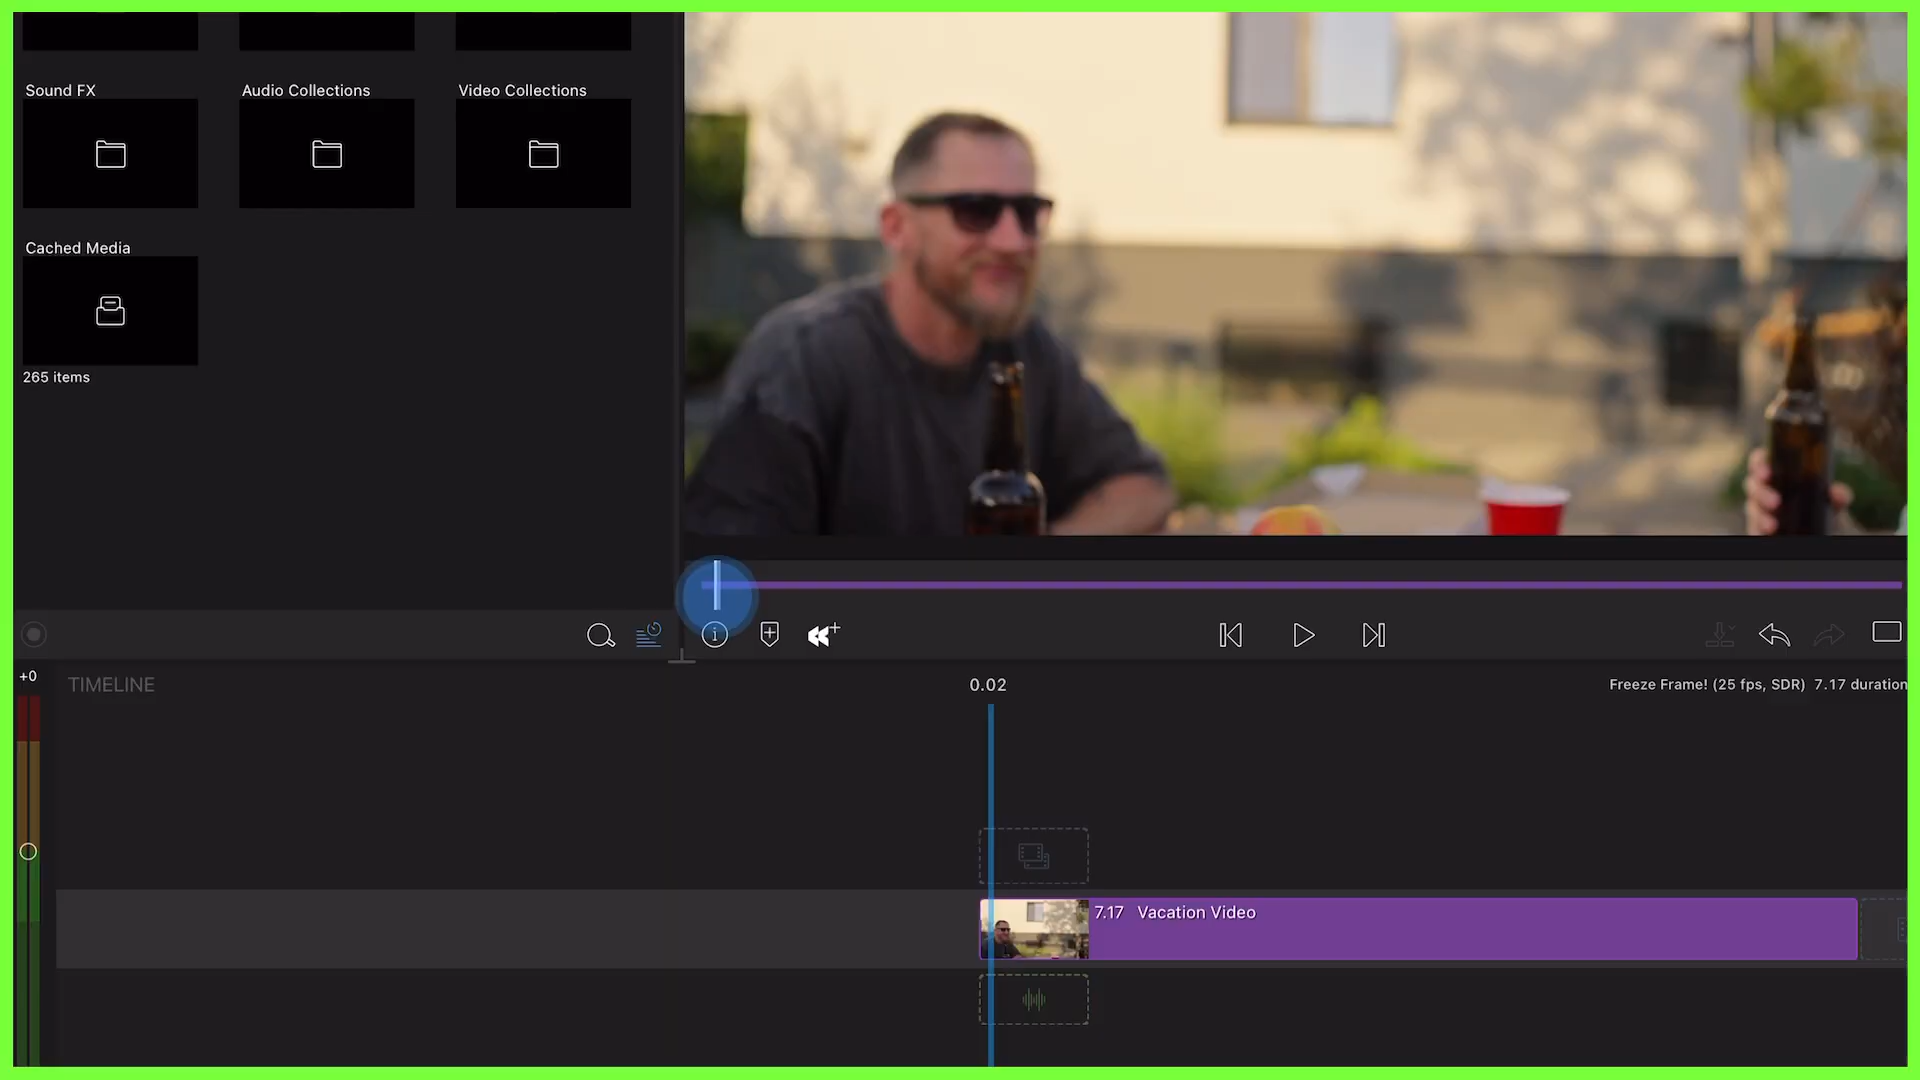 Sound FX
Audio Collections
Video Collections
Cached Media
265 items
+0
TIMELINE
0.02
Freeze Frame! (25 fps, SDR) 7.17 duration
7.17 Vacation Video